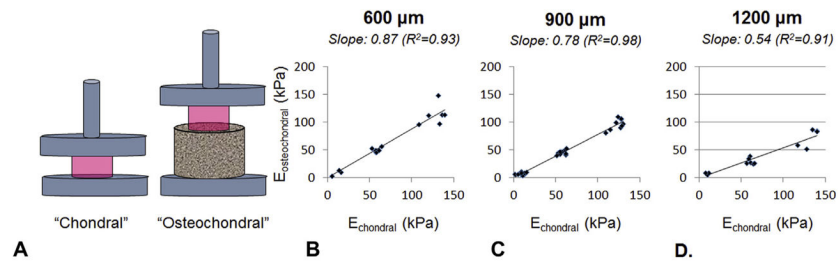 600 µm
Slope: 0.87 (R²=0.93)
900 µm
Slope: 0.78 (R²=0.98)
1200 µm
Slope: 0.54 (R²=0.91)
"Chondral"
"Osteochondral"
A
E_osteochondral (kPa)
200
150
100
50
0
0 50 100 150
E_chondral (kPa)
B
200
150
100
50
0
0 50 100 150
E_chondral (kPa)
C
200
150
100
50
0
0 50 100 150
E_chondral (kPa)
D.